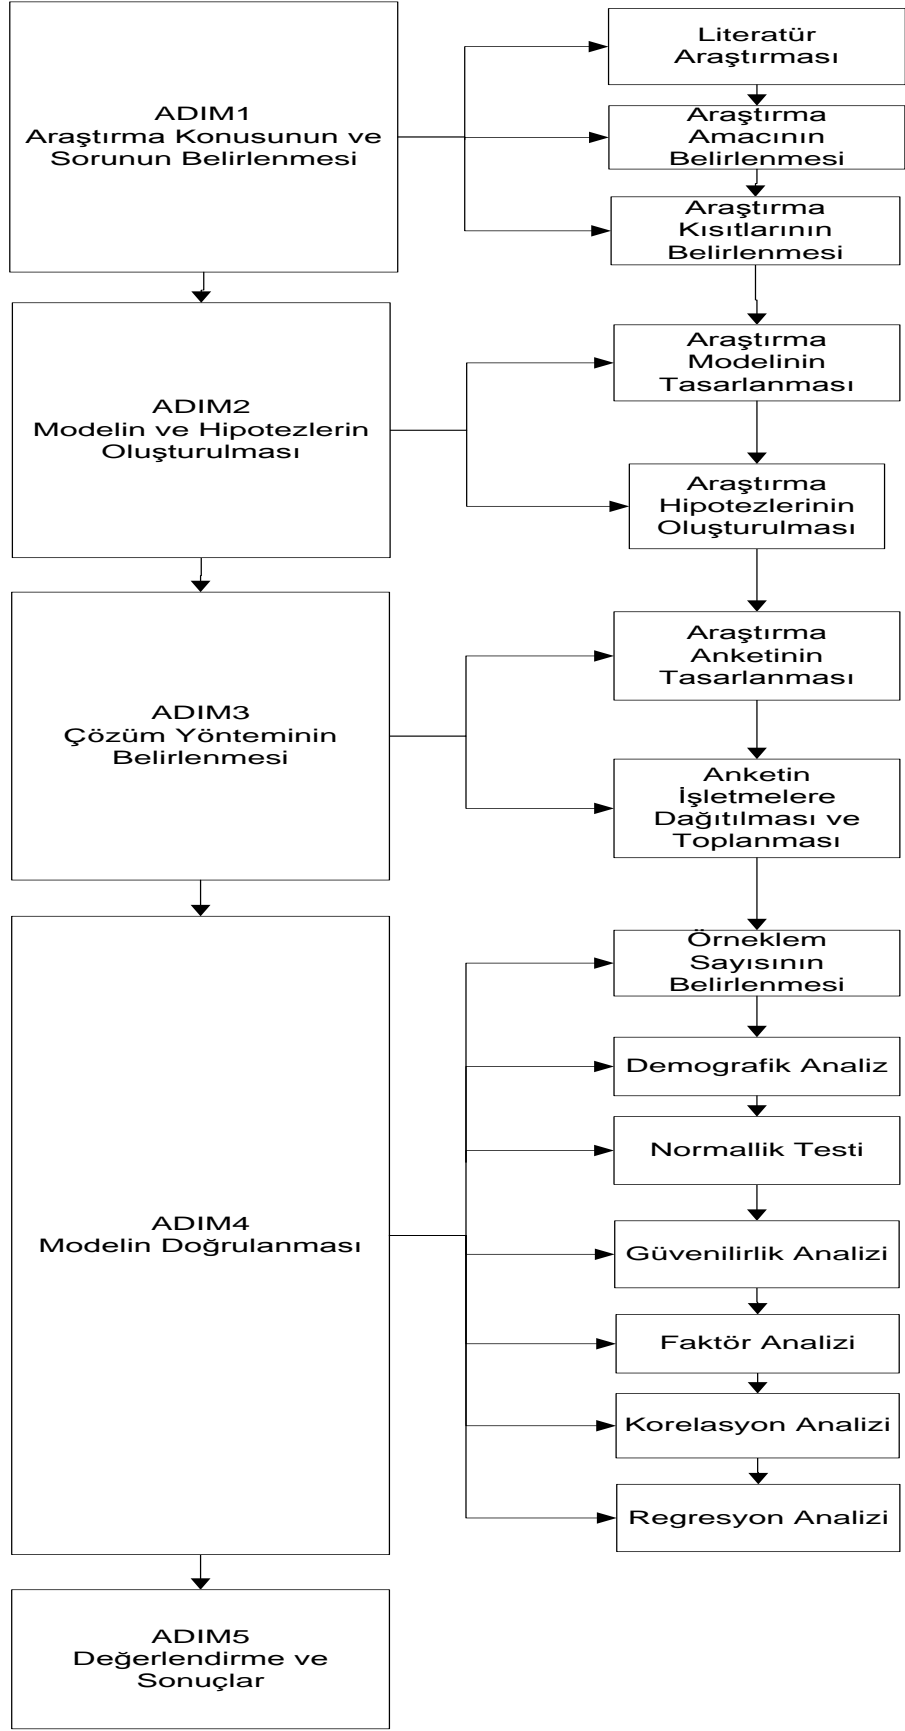 ADIM1
Araştırma Konusunun ve
Sorunun Belirlenmesi
Literatür
Araştırması
Araştırma
Amacının
Belirlenmesi
Araştırma
Kısıtlarının
Belirlenmesi
ADIM2
Modelin ve Hipotezlerin
Oluşturulması
Araştırma
Modelinin
Tasarlanması
Araştırma
Hipotezlerinin
Oluşturulması
ADIM3
Çözüm Yönteminin
Belirlenmesi
Araştırma
Anketinin
Tasarlanması
Anketin
İşletmelere
Dağıtılması ve
Toplanması
ADIM4
Modelin Doğrulanması
Örneklem
Sayısının
Belirlenmesi
Demografik Analiz
Normallik Testi
Güvenilirlik Analizi
Faktör Analizi
Korelasyon Analizi
Regresyon Analizi
ADIM5
Değerlendirme ve
Sonuçlar